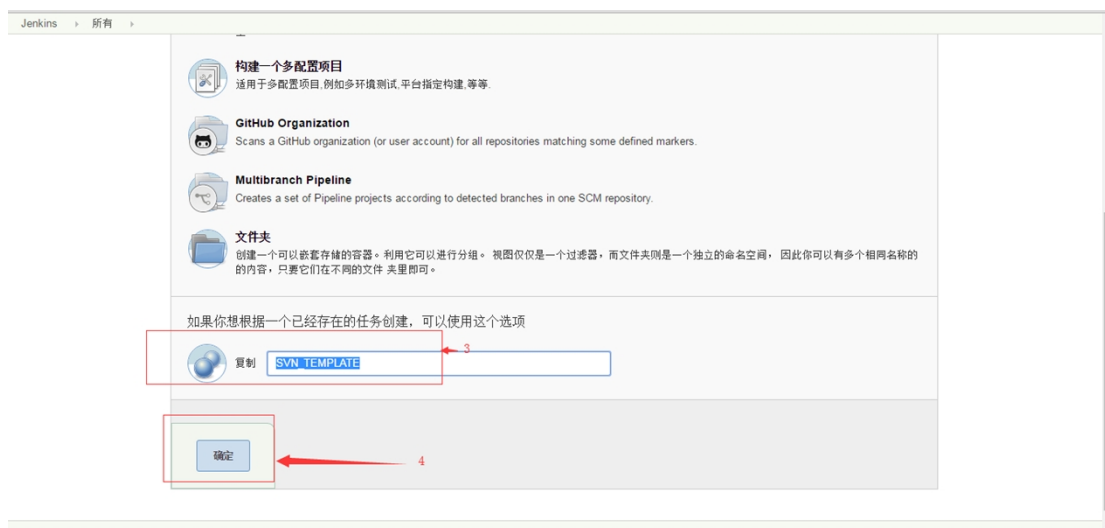 Jenkins › 所有 ›
构建一个多配置项目
适用于多配置项目,例如多环境测试,平台指定构建,等等.
GitHub Organization
Scans a GitHub organization (or user account) for all repositories matching some defined markers.
Multibranch Pipeline
Creates a set of Pipeline projects according to detected branches in one SCM repository.
文件夹
创建一个可以嵌套存储的容器。利用它可以进行分组。 视图仅仅是一个过滤器，而文件夹则是一个独立的命名空间， 因此你可以有多个相同名称的
的内容，只要它们在不同的文件 夹里即可。
如果你想根据一个已经存在的任务创建，可以使用这个选项
3
复制 SVN_TEMPLATE
确定
4